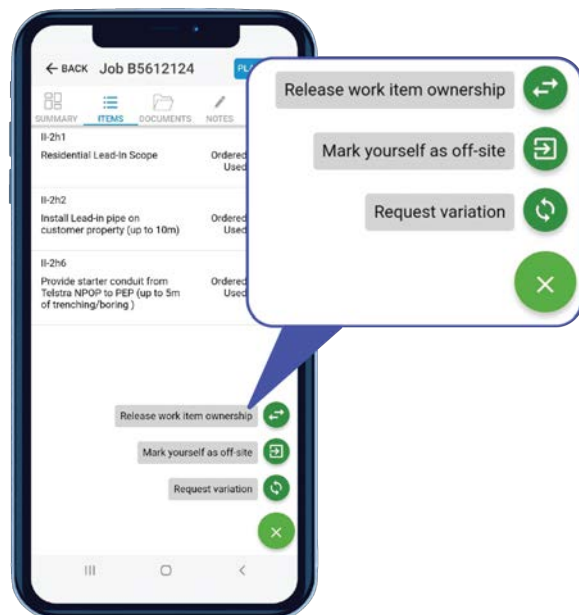 BACK Job B5612124
SUMMARY ITEMS DOCUMENTS NOTES
II-2h1
Residential Lead-In Scope Ordered
Used
II-2h2
Install Lead-in pipe on Ordered
customer property (up to 10m) Used
II-2h6
Provide starter conduit from Ordered
Telstra NPOP to PEP (up to 5m Used
of trenching/boring )
Release work item ownership
Mark yourself as off-site
Request variation
Release work item ownership
Mark yourself as off-site
Request variation